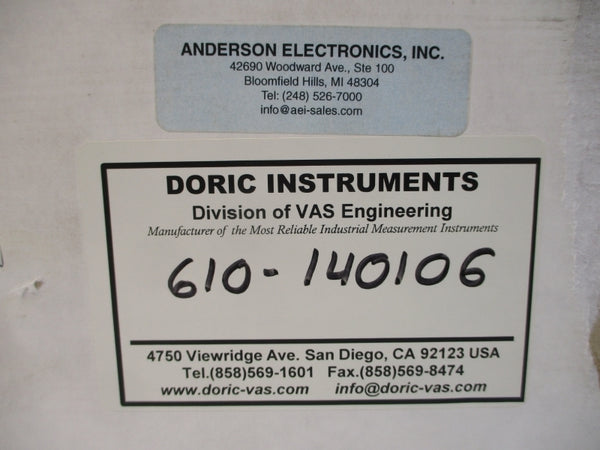 ANDERSON ELECTRONICS, INC.
42690 Woodward Ave., Ste 100
Bloomfield Hills, MI 48304
Tel: (248) 526-7000
info@aei-sales.com
DORIC INSTRUMENTS
Division of VAS Engineering
Manufacturer of the Most Reliable Industrial Measurement Instruments
610-140106
4750 Viewridge Ave. San Diego, CA 92123 USA
Tel.(858)569-1601 Fax.(858)569-8474
www.doric-vas.com info@doric-vas.com